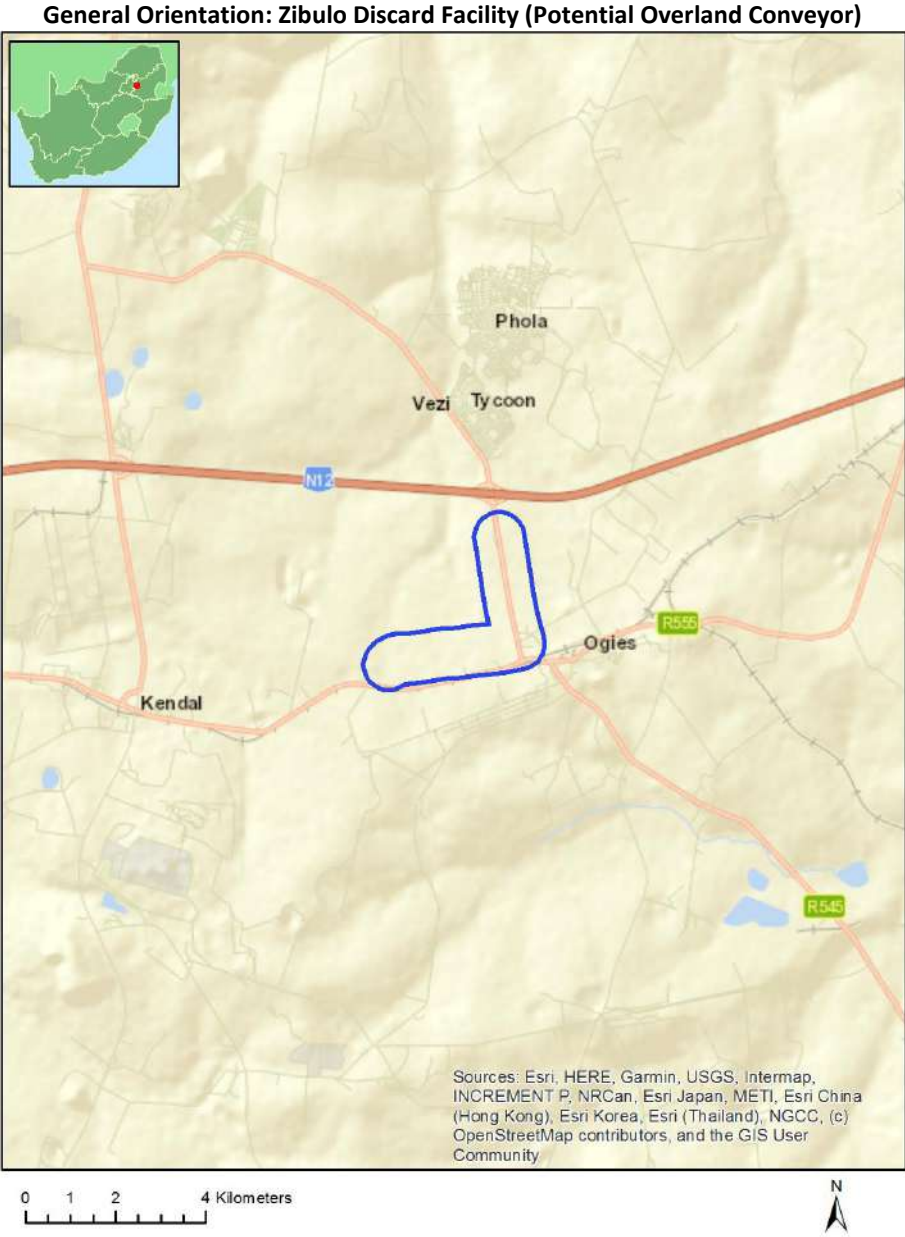 General Orientation: Zibulo Discard Facility (Potential Overland Conveyor)
Phola
Vezi
Tycoon
N12
R555
Ogies
Kendal
R545
Sources: Esri, HERE, Garmin, USGS, Intermap,
INCREMENT P, NRCan, Esri Japan, METI, Esri China
(Hong Kong), Esri Korea, Esri (Thailand), NGCC, (c)
OpenStreetMap contributors, and the GIS User
Community
0 1 2 4 Kilometers
N